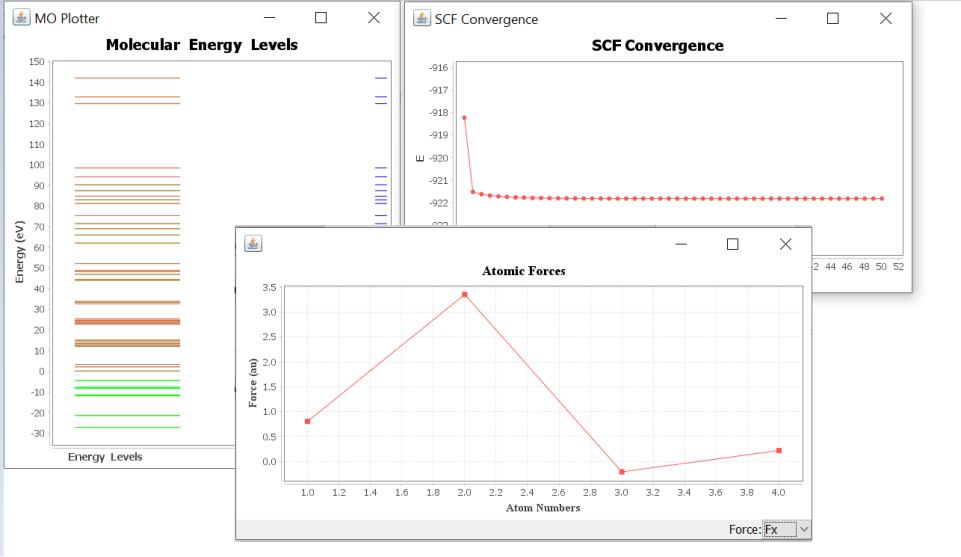 MO Plotter
Molecular Energy Levels
150
140
130
120
110
100
90
80
70
60
50
40
30
20
10
0
-10
-20
-30
Energy (eV)
Energy Levels
SCF Convergence
SCF Convergence
-916
-917
-918
-919
-920
-921
-922
E
44 46 48 50 52
Atomic Forces
3.5
3.0
2.5
2.0
1.5
1.0
0.5
0.0
Force (au)
1.0 1.2 1.4 1.6 1.8 2.0 2.2 2.4 2.6 2.8 3.0 3.2 3.4 3.6 3.8 4.0
Atom Numbers
Force: Fx